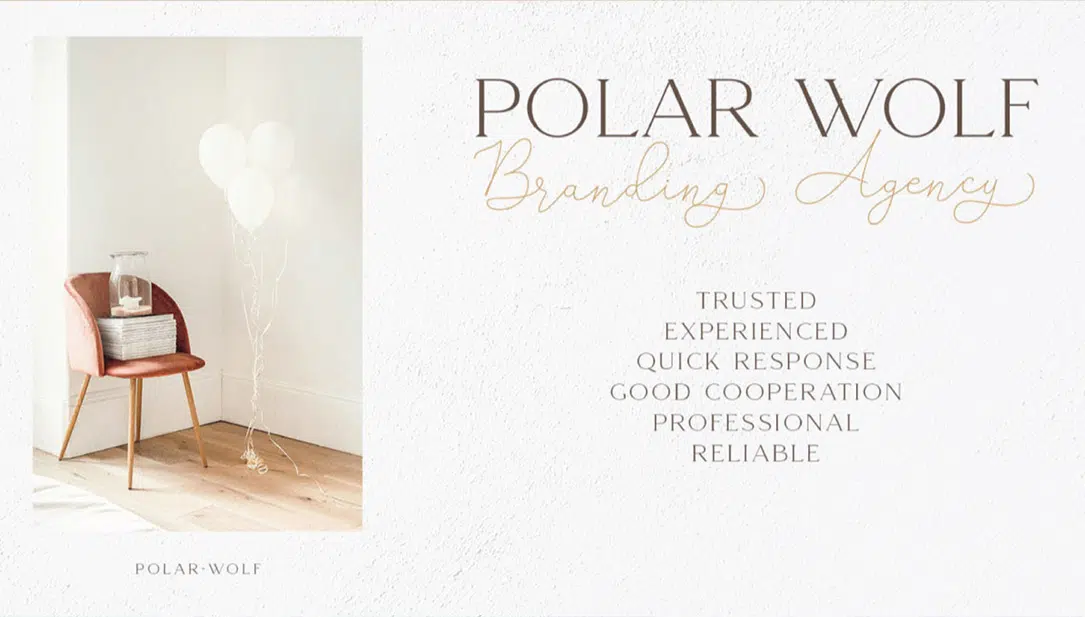 POLAR WOLF
Branding Agency
TRUSTED
EXPERIENCED
QUICK RESPONSE
GOOD COOPERATION
PROFESSIONAL
RELIABLE
POLAR·WOLF